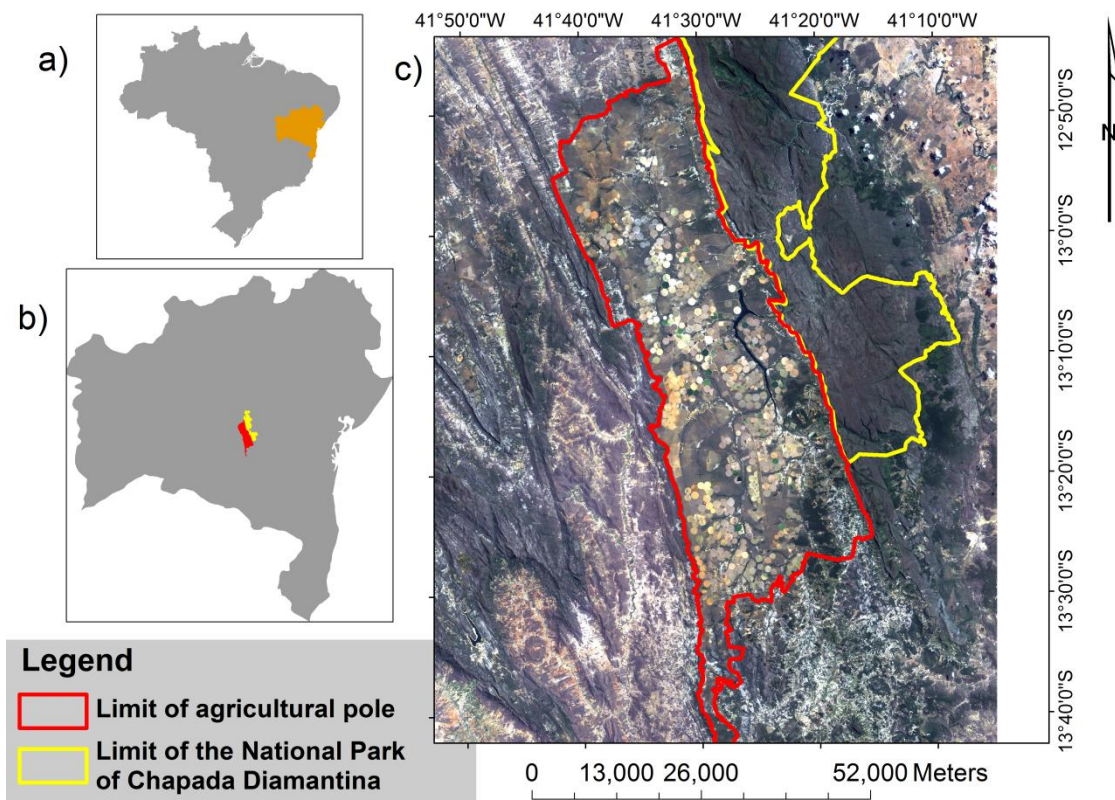 41°50'0"W 41°40'0"W 41°30'0"W 41°20'0"W 41°10'0"W
a)
c)
12°50'0"S
N
13°0'0"S
b)
13°10'0"S
13°20'0"S
13°30'0"S
13°40'0"S
Legend
Limit of agricultural pole
Limit of the National Park
of Chapada Diamantina
0 13,000 26,000 52,000 Meters